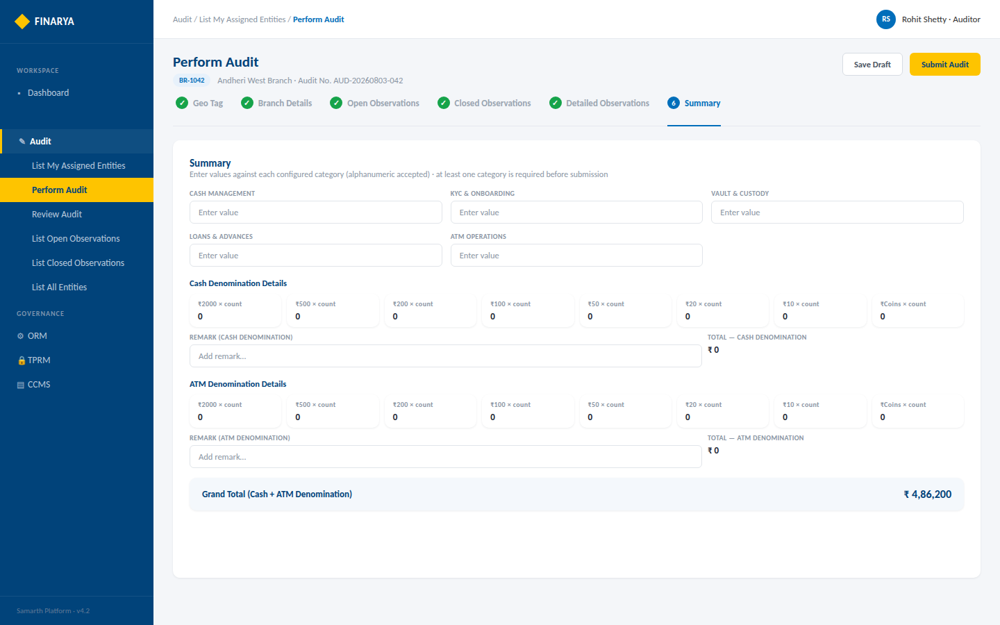 FINARYA
Audit / List My Assigned Entities / Perform Audit
RS
Rohit Shetty · Auditor
WORKSPACE
Dashboard
Audit
List My Assigned Entities
Perform Audit
Review Audit
List Open Observations
List Closed Observations
List All Entities
GOVERNANCE
ORM
TPRM
CCMS
Samarth Platform - v4.2
Perform Audit
BR-1042 Andheri West Branch · Audit No. AUD-20260803-042
Save Draft
Submit Audit
✓ Geo Tag ✓ Branch Details ✓ Open Observations ✓ Closed Observations ✓ Detailed Observations 6 Summary
Summary
Enter values against each configured category (alphanumeric accepted) · at least one category is required before submission
CASH MANAGEMENT KYC & ONBOARDING VAULT & CUSTODY
Enter value Enter value Enter value
LOANS & ADVANCES ATM OPERATIONS
Enter value Enter value
Cash Denomination Details
₹2000 × count ₹500 × count ₹200 × count ₹100 × count ₹50 × count ₹20 × count ₹10 × count ₹Coins × count
0 0 0 0 0 0 0 0
REMARK (CASH DENOMINATION) TOTAL — CASH DENOMINATION
Add remark... ₹ 0
ATM Denomination Details
₹2000 × count ₹500 × count ₹200 × count ₹100 × count ₹50 × count ₹20 × count ₹10 × count ₹Coins × count
0 0 0 0 0 0 0 0
REMARK (ATM DENOMINATION) TOTAL — ATM DENOMINATION
Add remark... ₹ 0
Grand Total (Cash + ATM Denomination) ₹ 4,86,200